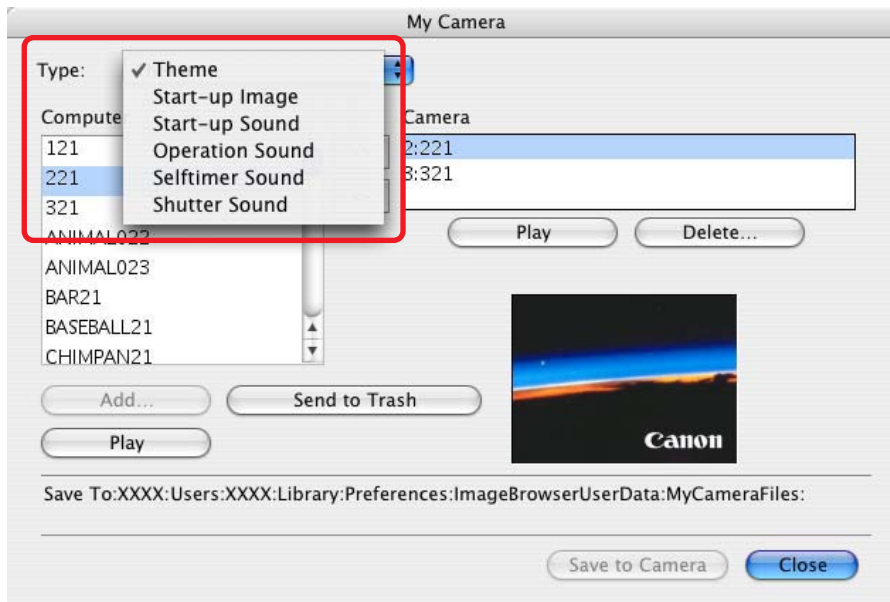 My Camera
Type:
✓ Theme
Start-up Image
Start-up Sound
Operation Sound
Selftimer Sound
Shutter Sound
Compute
121
221
321
ANIMAL022
ANIMAL023
BAR21
BASEBALL21
CHIMPAN21
Camera
2:221
3:321
Play
Delete...
Canon
Add...
Send to Trash
Play
Save To:XXXX:Users:XXXX:Library:Preferences:ImageBrowserUserData:MyCameraFiles:
Save to Camera
Close